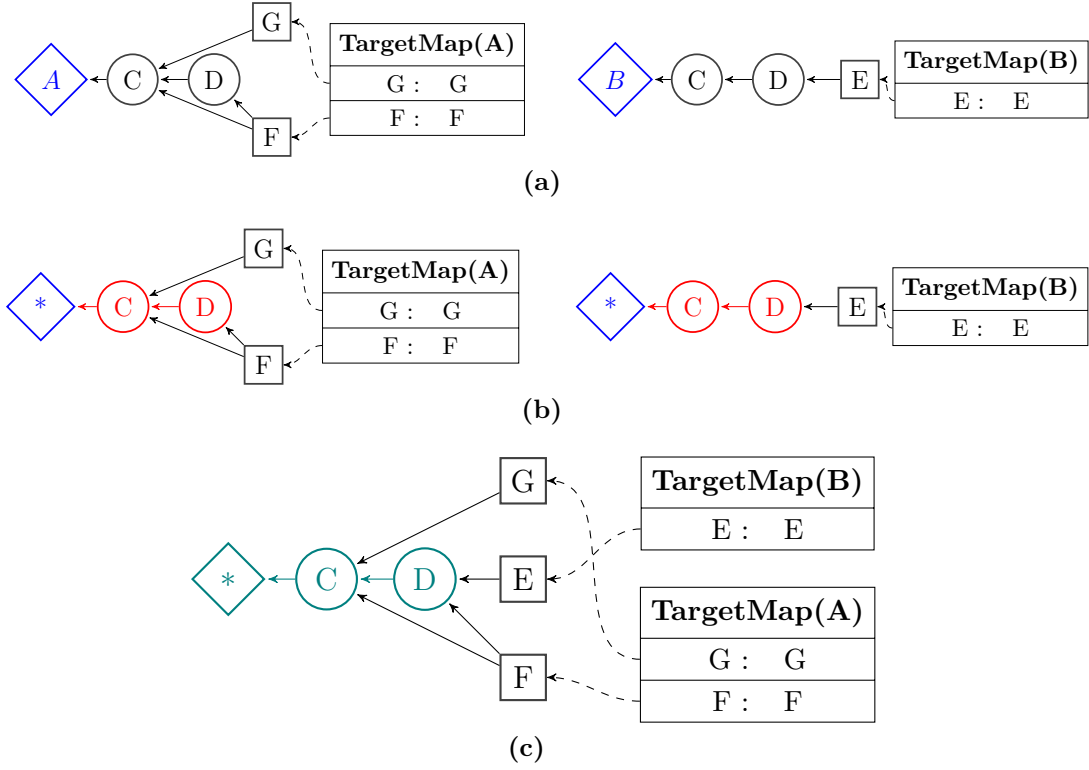 G
TargetMap(A)
A C D
G : G
F : F
F
B C D E
TargetMap(B)
E : E
(a)
G
TargetMap(A)
* C D
G : G
F : F
F
* C D E
TargetMap(B)
E : E
(b)
G
TargetMap(B)
E : E
* C D E
TargetMap(A)
G : G
F
F : F
(c)